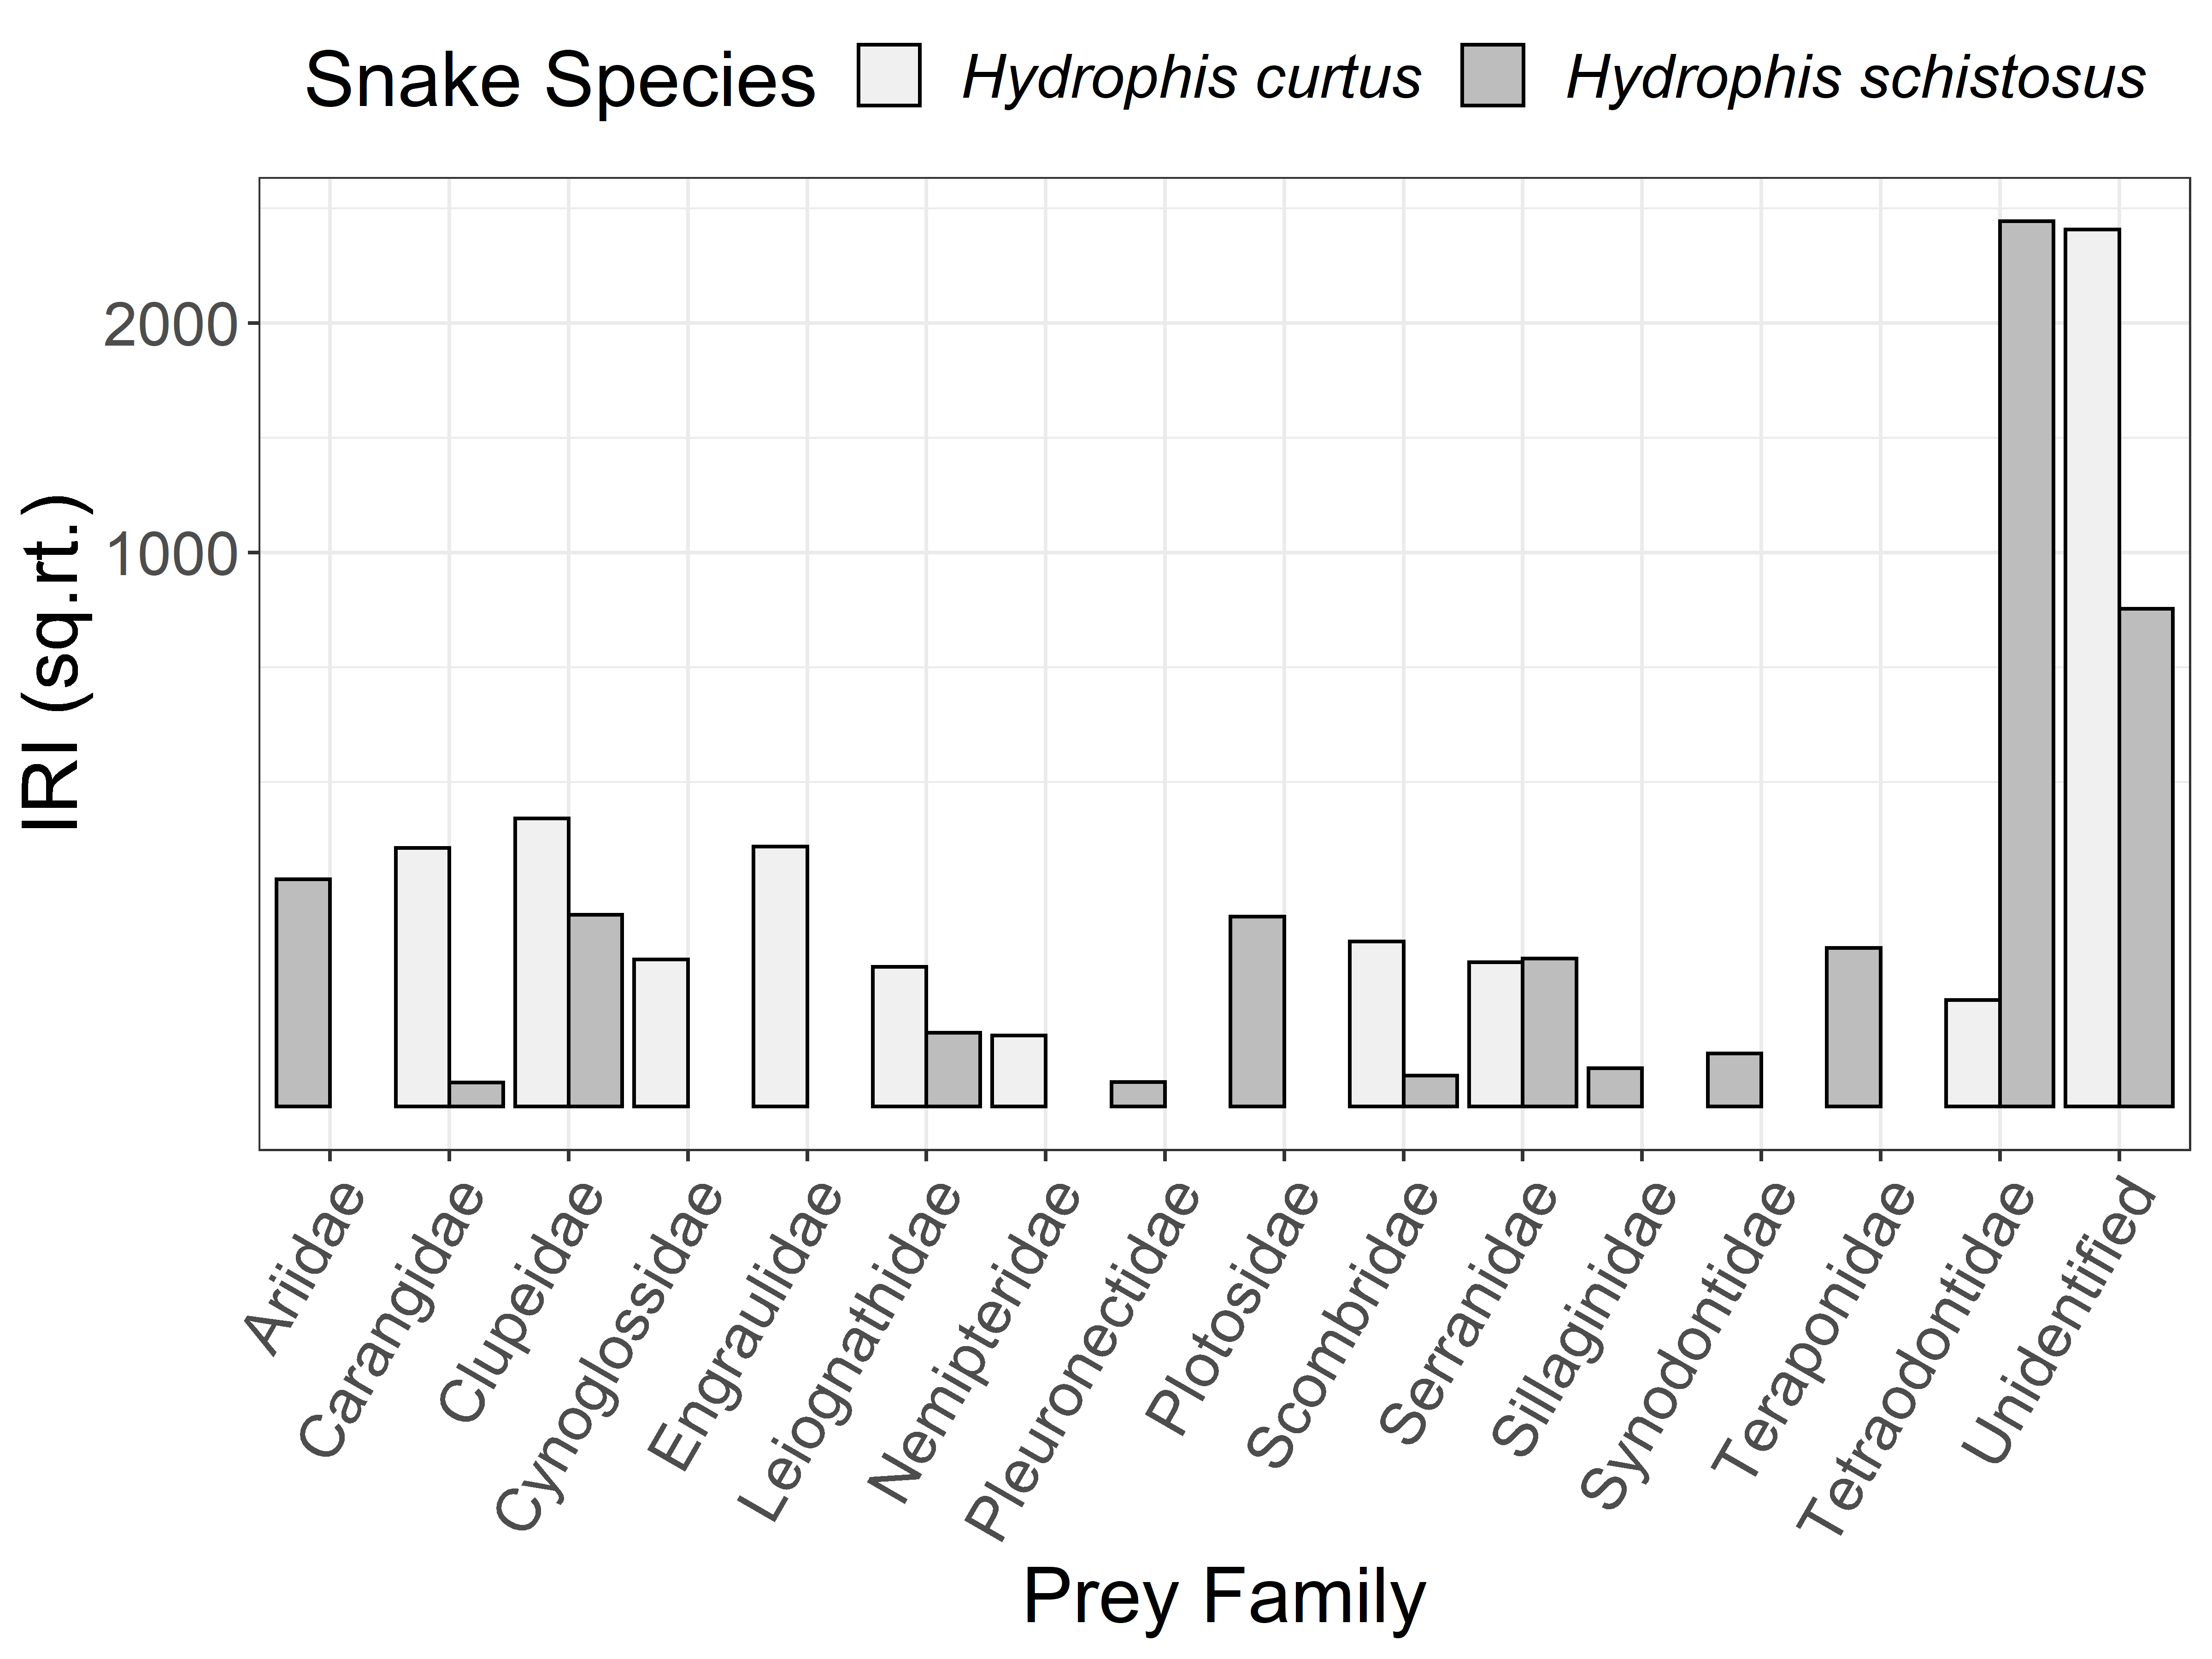 Snake Species Hydrophis curtus Hydrophis schistosus
IRI (sq.rt.)
2000
1000
Ariidae
Carangidae
Clupeidae
Cynoglossidae
Engraulidae
Leiognathidae
Nemipteridae
Pleuronectidae
Plotosidae
Scombridae
Serranidae
Sillaginidae
Synodontidae
Teraponidae
Tetraodontidae
Unidentified
Prey Family